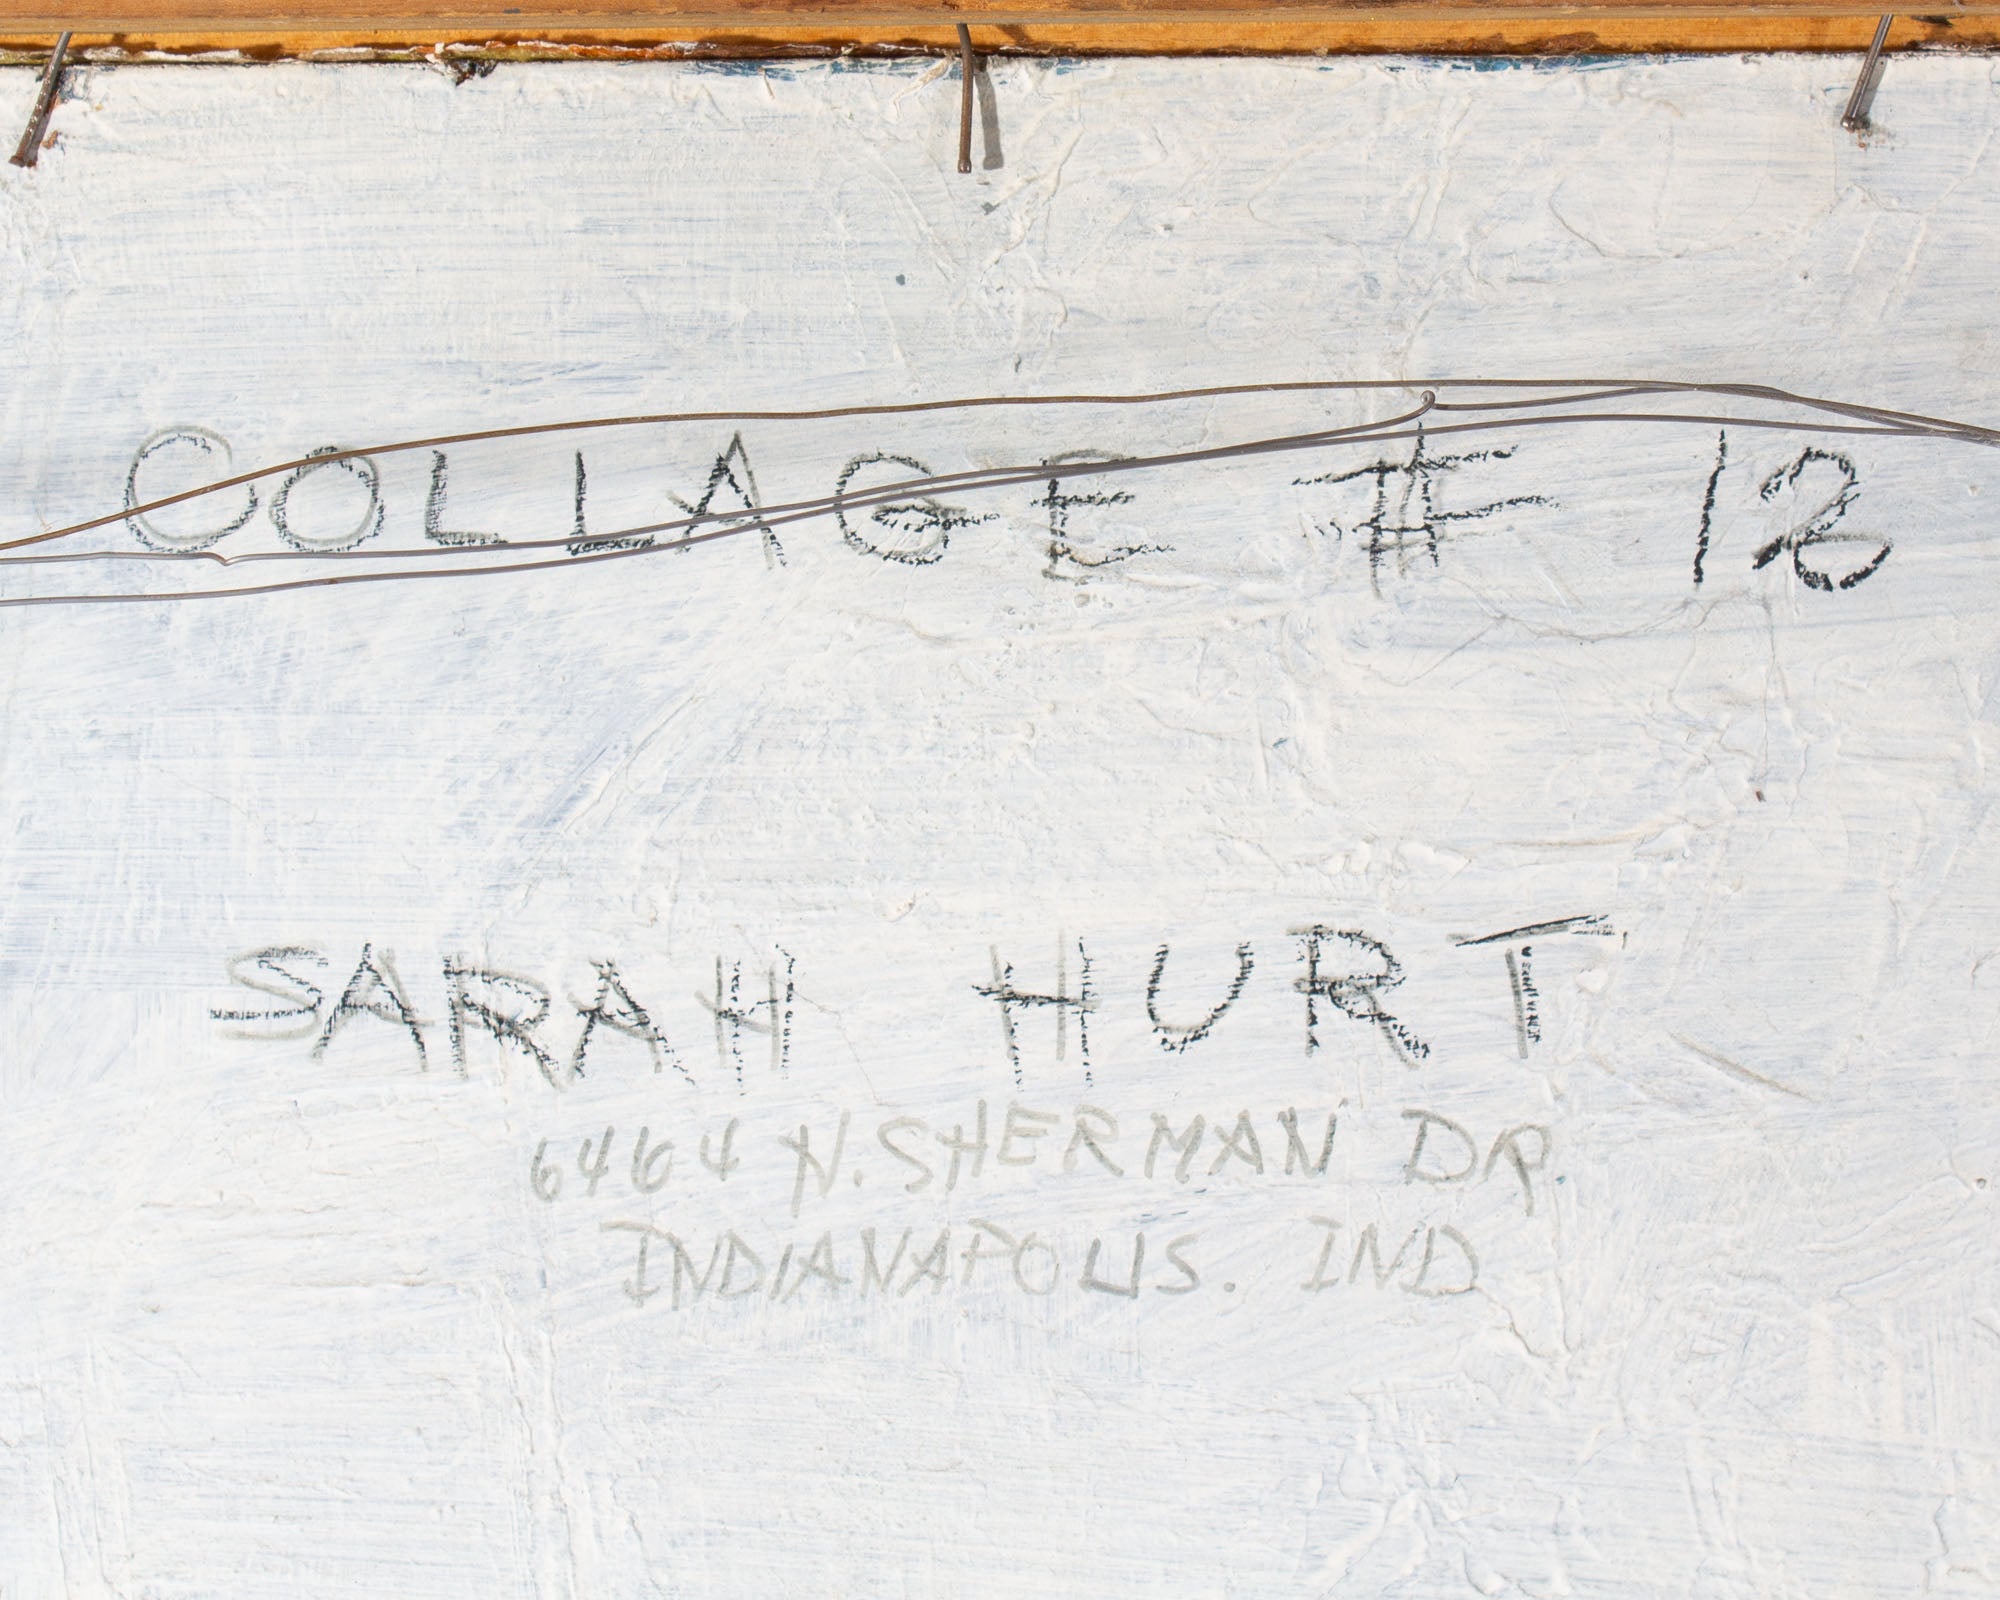 COLLAGE # 12
SARAH HURT
6464 N. SHERMAN DR.
INDIANAPOLIS. IND